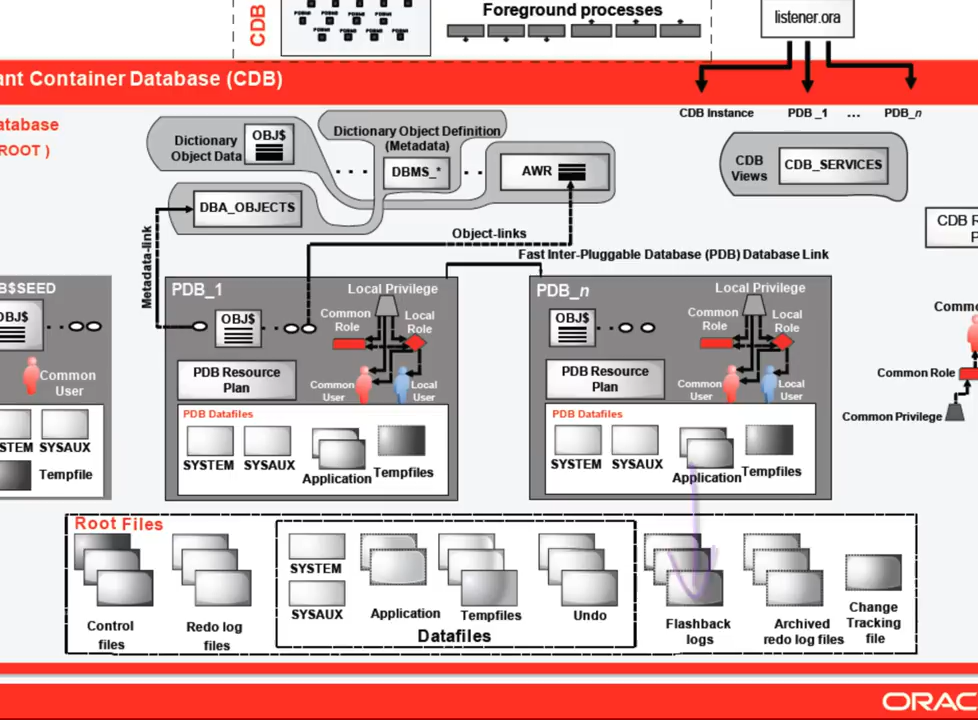 CDB
Foreground processes
listener.ora
ant Container Database (CDB)
CDB Instance
PDB _1
...
PDB_n
atabase
ROOT )
Dictionary
Object Data
OBJ$
Dictionary Object Definition
(Metadata)
DBMS_*
AWR
CDB
Views
CDB_SERVICES
DBA_OBJECTS
Metadata-link
Object-links
Fast Inter-Pluggable Database (PDB) Database Link
CDB R
P
B$SEED
OBJ$
Common
User
STEM
SYSAUX
Tempfile
PDB_1
Local Privilege
OBJ$
Common
Role
Local
Role
PDB Resource
Plan
Common
User
Local
User
PDB Datafiles
SYSTEM
SYSAUX
Application
Tempfiles
PDB_n
Local Privilege
OBJ$
Common
Role
Local
Role
PDB Resource
Plan
Common
User
Local
User
PDB Datafiles
SYSTEM
SYSAUX
Application
Tempfiles
Commo
Common Role
Common Privilege
Root Files
Control
files
Redo log
files
SYSTEM
SYSAUX
Application
Tempfiles
Undo
Datafiles
Flashback
logs
Archived
redo log files
Change
Tracking
file
ORAC